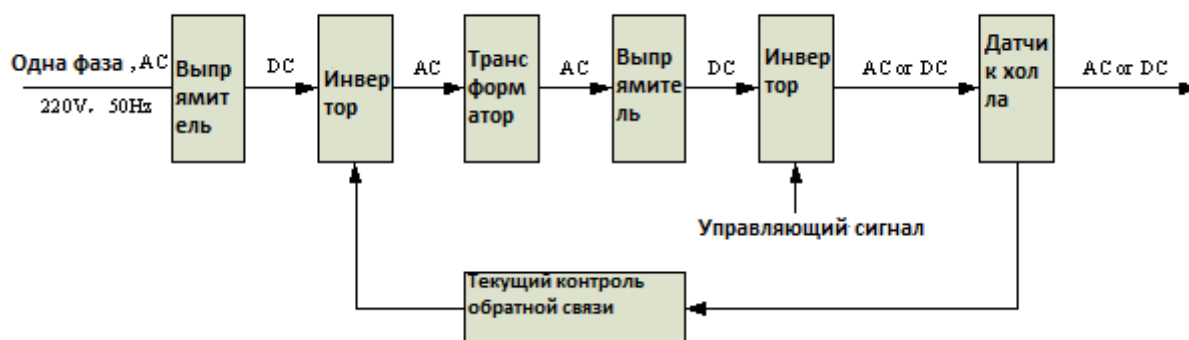 Одна фаза , AC
220V, 50Hz
Выпр
ямит
ель
DC
Инвер
тор
AC
Транс
форм
атор
AC
Выпр
ямите
ль
DC
Инвер
тор
AC or DC
Датчи
к хол
ла
AC or DC
Управляющий сигнал
Текущий контроль
обратной связи